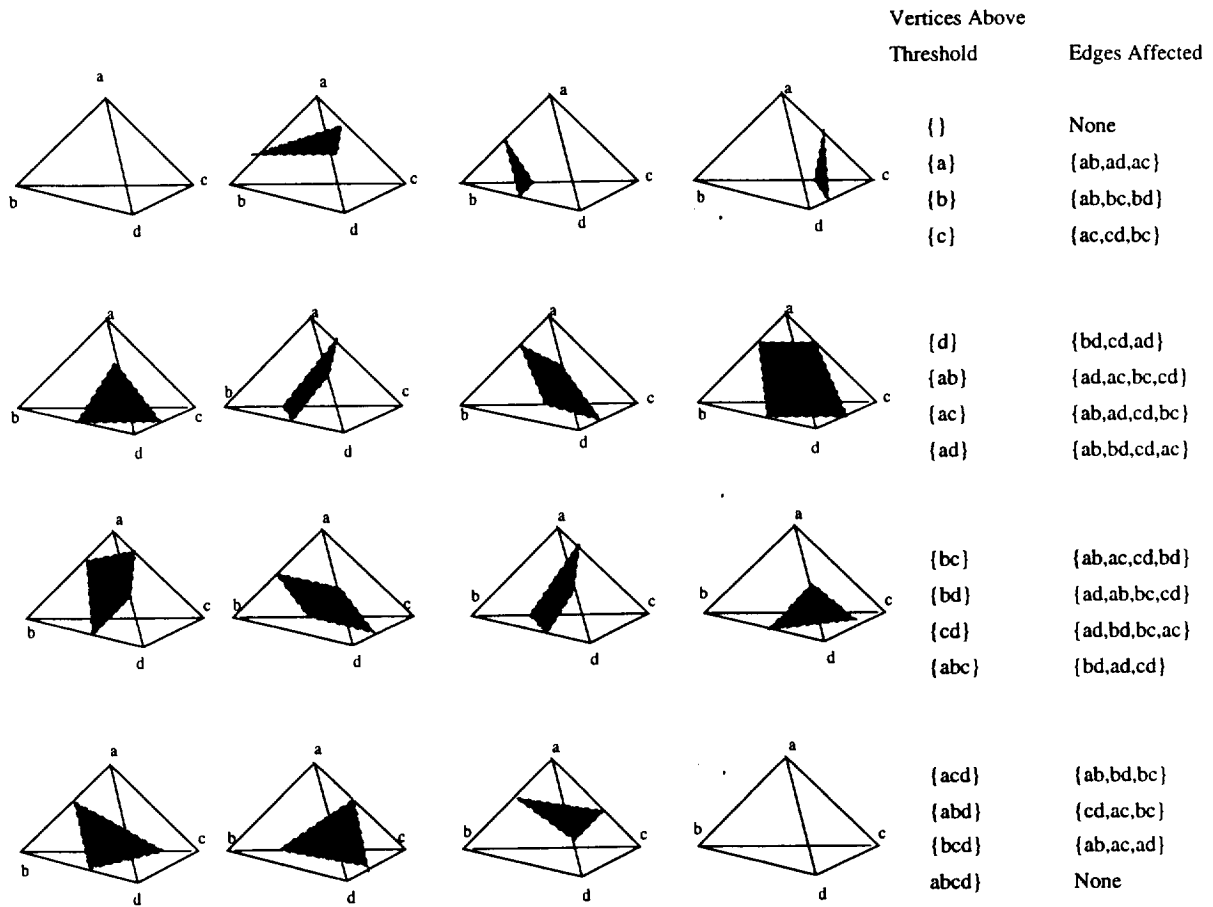 Vertices Above
Threshold Edges Affected
a a a a
b c d b c d b c d b c d
{} None
{a} {ab,ad,ac}
{b} {ab,bc,bd}
{c} {ac,cd,bc}
a a a a
b c d b c d b c d b c d
{d} {bd,cd,ad}
{ab} {ad,ac,bc,cd}
{ac} {ab,ad,cd,bc}
{ad} {ab,bd,cd,ac}
a a a a
b c d b c d b c d b c d
{bc} {ab,ac,cd,bd}
{bd} {ad,ab,bc,cd}
{cd} {ad,bd,bc,ac}
{abc} {bd,ad,cd}
a a a a
b c d b c d b c d b c d
{acd} {ab,bd,bc}
{abd} {cd,ac,bc}
{bcd} {ab,ac,ad}
abcd} None